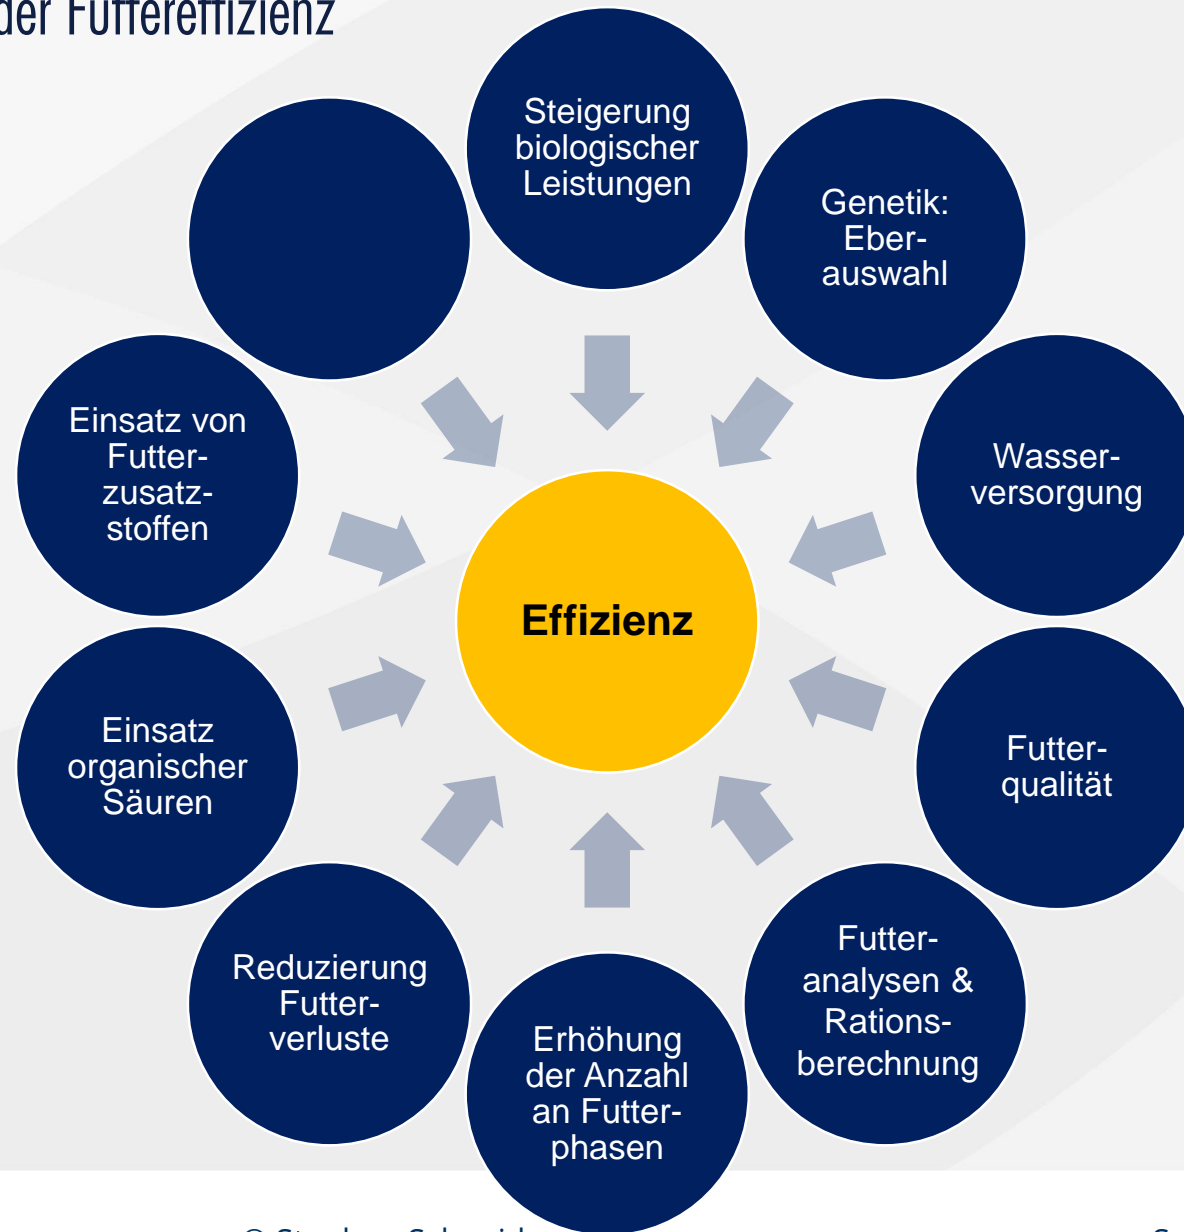 der Futtereffizienz
Steigerung
biologischer
Leistungen
Genetik:
Eber-
auswahl
Wasser-
versorgung
Futter-
qualität
Futter-
analysen &
Rations-
berechnung
Erhöhung
der Anzahl
an Futter-
phasen
Reduzierung
Futter-
verluste
Einsatz
organischer
Säuren
Einsatz von
Futter-
zusatz-
stoffen
Effizienz